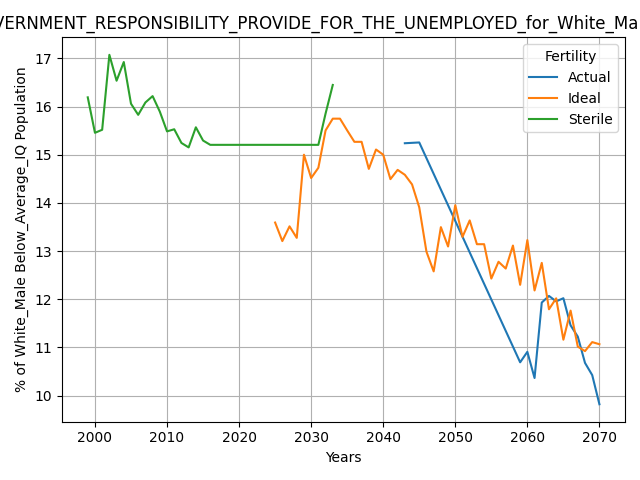 VERNMENT_RESPONSIBILITY_PROVIDE_FOR_THE_UNEMPLOYED_for_White_Ma
Fertility
Actual
Ideal
Sterile
% of White_Male Below_Average_IQ Population
17
16
15
14
13
12
11
10
2000 2010 2020 2030 2040 2050 2060 2070
Years